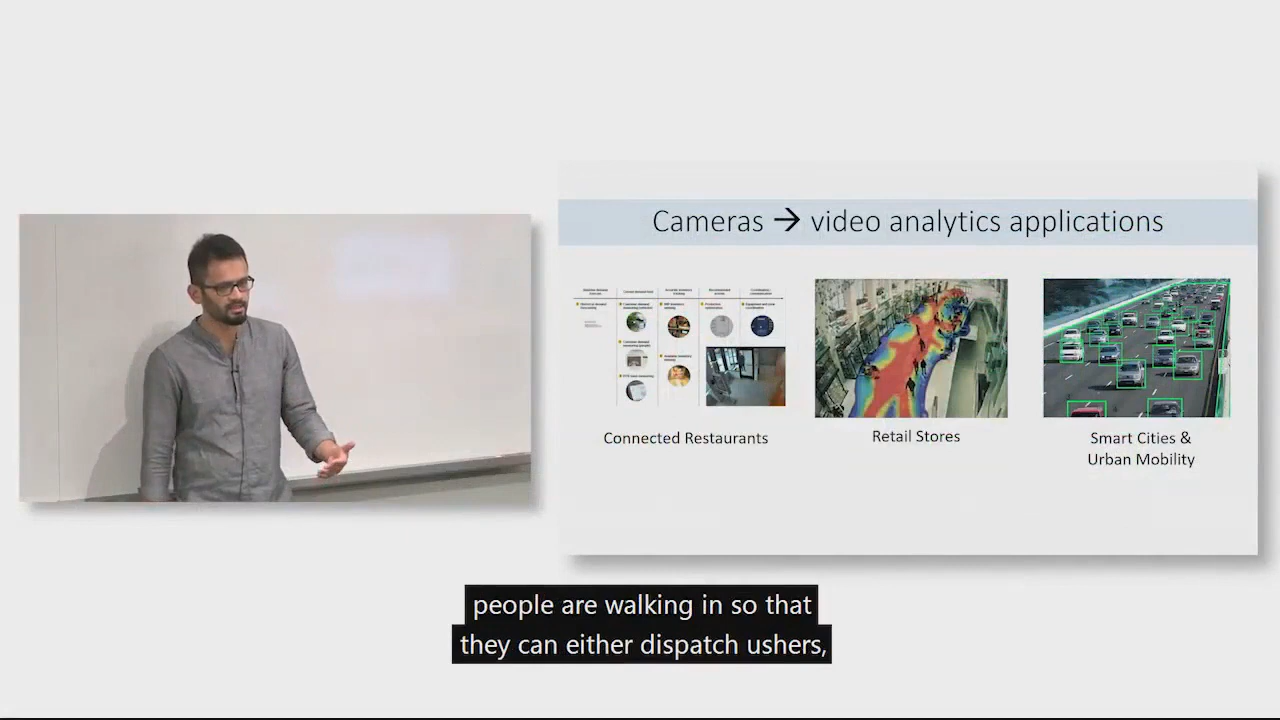 Cameras → video analytics applications
Connected Restaurants
Retail Stores
Smart Cities &
Urban Mobility
people are walking in so that
they can either dispatch ushers,